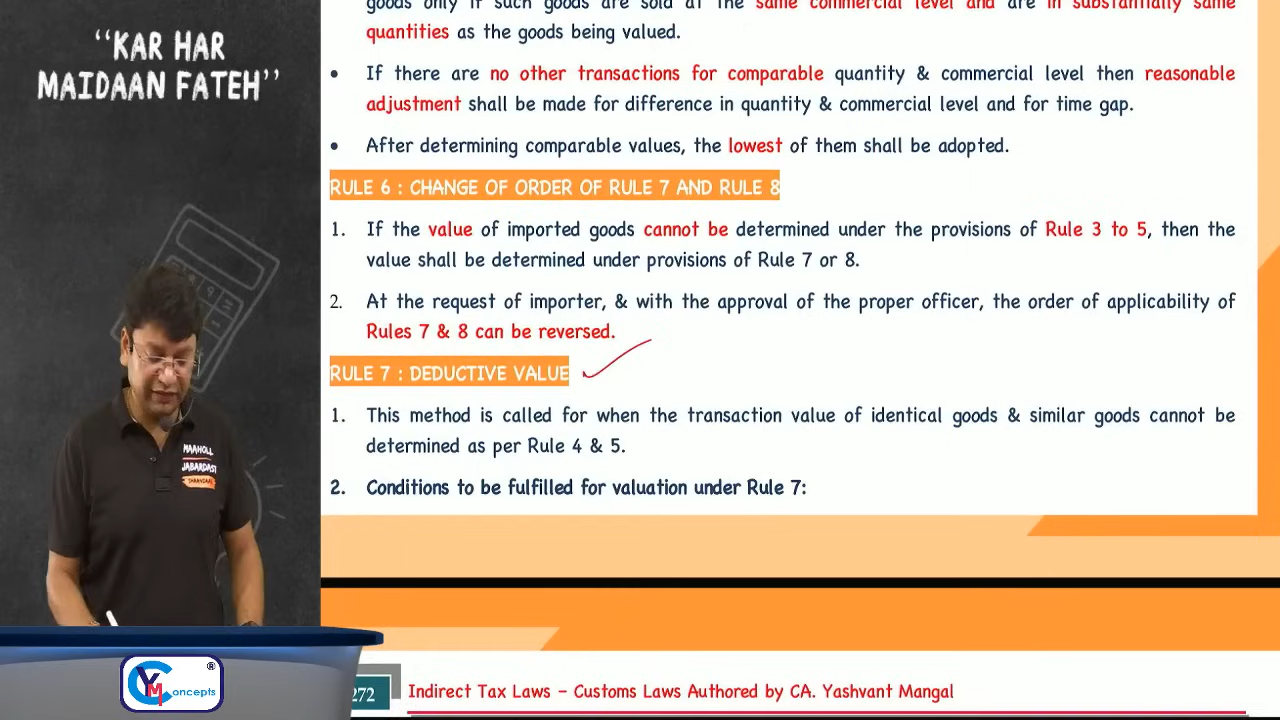 “KAR HAR
MAIDAAN FATEH”
goods only if such goods are sold at the same commercial level and are in substantially same
quantities as the goods being valued.
• If there are no other transactions for comparable quantity & commercial level then reasonable
adjustment shall be made for difference in quantity & commercial level and for time gap.
• After determining comparable values, the lowest of them shall be adopted.
RULE 6 : CHANGE OF ORDER OF RULE 7 AND RULE 8
1. If the value of imported goods cannot be determined under the provisions of Rule 3 to 5, then the
value shall be determined under provisions of Rule 7 or 8.
2. At the request of importer, & with the approval of the proper officer, the order of applicability of
Rules 7 & 8 can be reversed.
RULE 7 : DEDUCTIVE VALUE
1. This method is called for when the transaction value of identical goods & similar goods cannot be
determined as per Rule 4 & 5.
2. Conditions to be fulfilled for valuation under Rule 7:
MAAHOLL
JABARDAST
YM Concepts ®
272 Indirect Tax Laws – Customs Laws Authored by CA. Yashvant Mangal